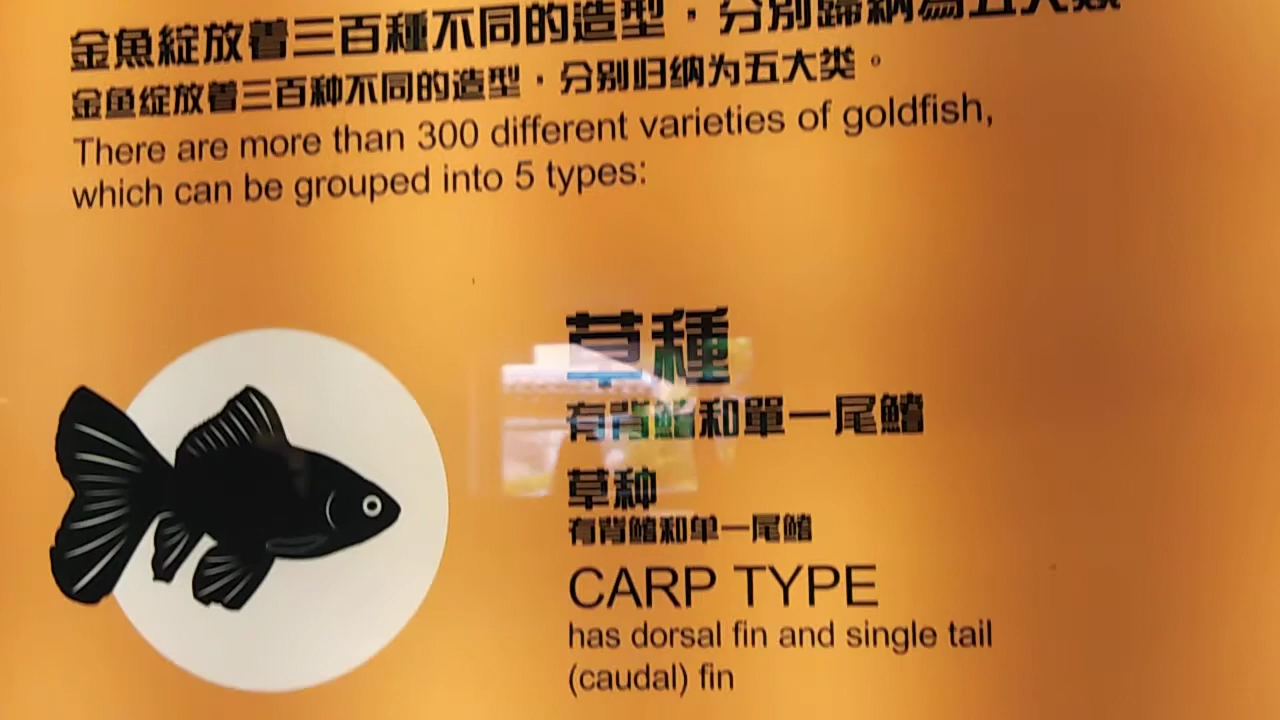 金魚綻放着三百種不同的造型，分別歸納為五大類
金鱼绽放着三百种不同的造型，分别归纳为五大类。
There are more than 300 different varieties of goldfish,
which can be grouped into 5 types:
草種
有背鰭和單一尾鰭
草种
有背鳍和单一尾鳍
CARP TYPE
has dorsal fin and single tail
(caudal) fin